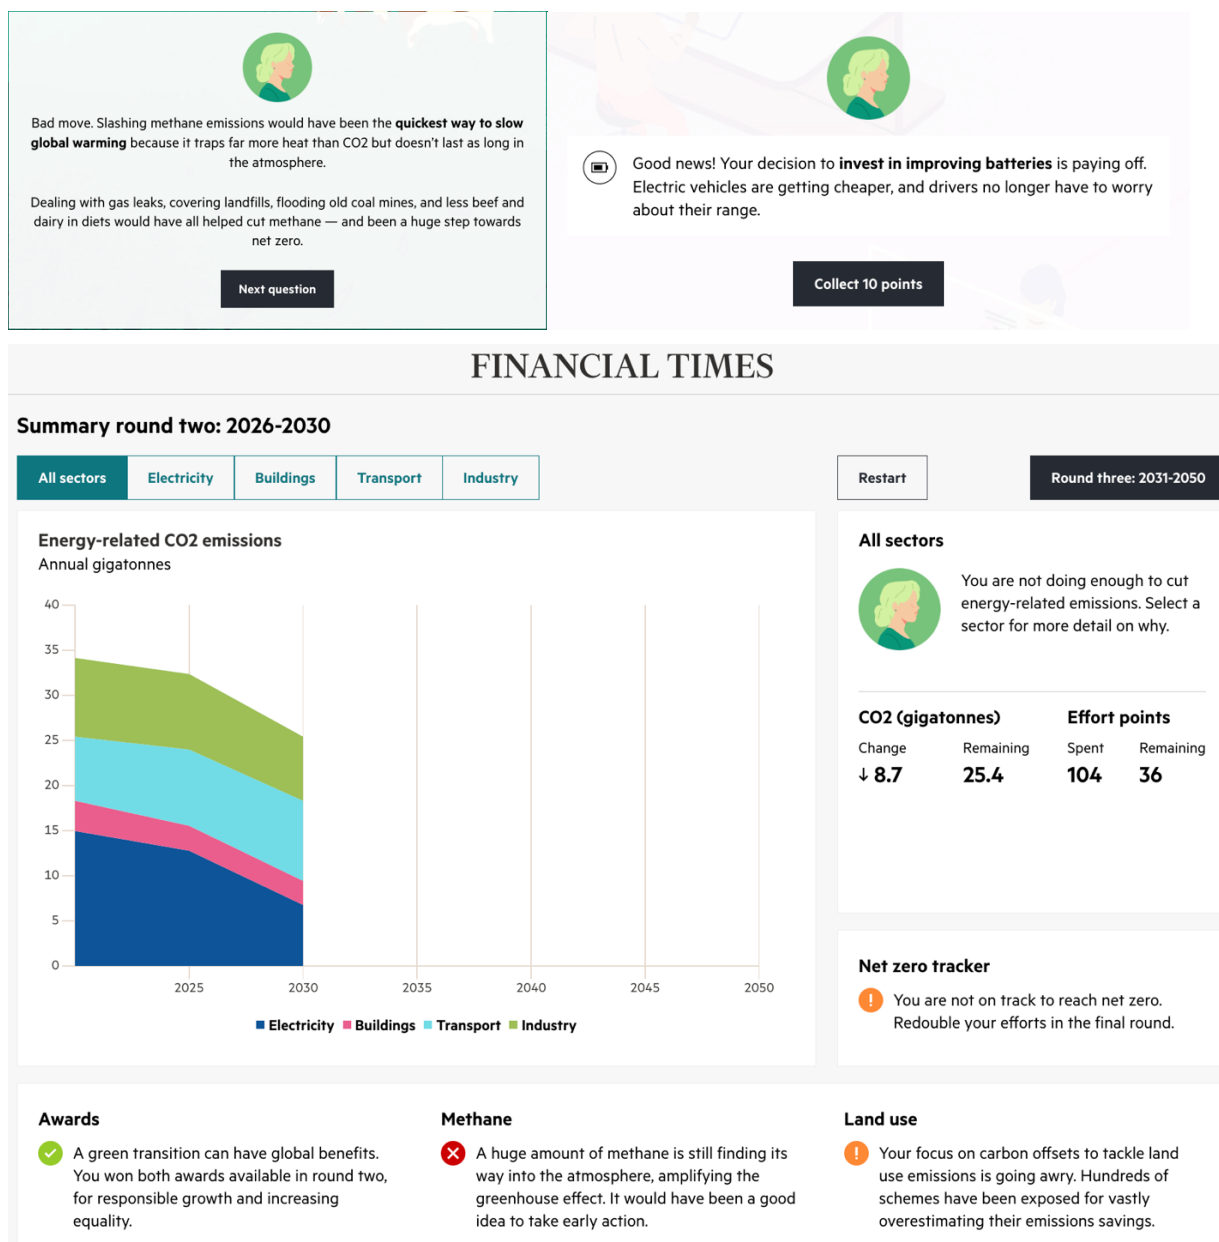 Bad move. Slashing methane emissions would have been the quickest way to slow
global warming because it traps far more heat than CO2 but doesn't last as long in
the atmosphere.
Dealing with gas leaks, covering landfills, flooding old coal mines, and less beef and
dairy in diets would have all helped cut methane — and been a huge step towards
net zero.
Next question
Good news! Your decision to invest in improving batteries is paying off.
Electric vehicles are getting cheaper, and drivers no longer have to worry
about their range.
Collect 10 points
FINANCIAL TIMES
Summary round two: 2026-2030
All sectors
Electricity
Buildings
Transport
Industry
Restart
Round three: 2031-2050
Energy-related CO2 emissions
Annual gigatonnes
40
35
30
25
20
15
10
5
0
2025 2030 2035 2040 2045 2050
Electricity Buildings Transport Industry
All sectors
You are not doing enough to cut
energy-related emissions. Select a
sector for more detail on why.
CO2 (gigatonnes) Effort points
Change Remaining Spent Remaining
↓ 8.7 25.4 104 36
Net zero tracker
You are not on track to reach net zero.
Redouble your efforts in the final round.
Awards
A green transition can have global benefits.
You won both awards available in round two,
for responsible growth and increasing
equality.
Methane
A huge amount of methane is still finding its
way into the atmosphere, amplifying the
greenhouse effect. It would have been a good
idea to take early action.
Land use
Your focus on carbon offsets to tackle land
use emissions is going awry. Hundreds of
schemes have been exposed for vastly
overestimating their emissions savings.